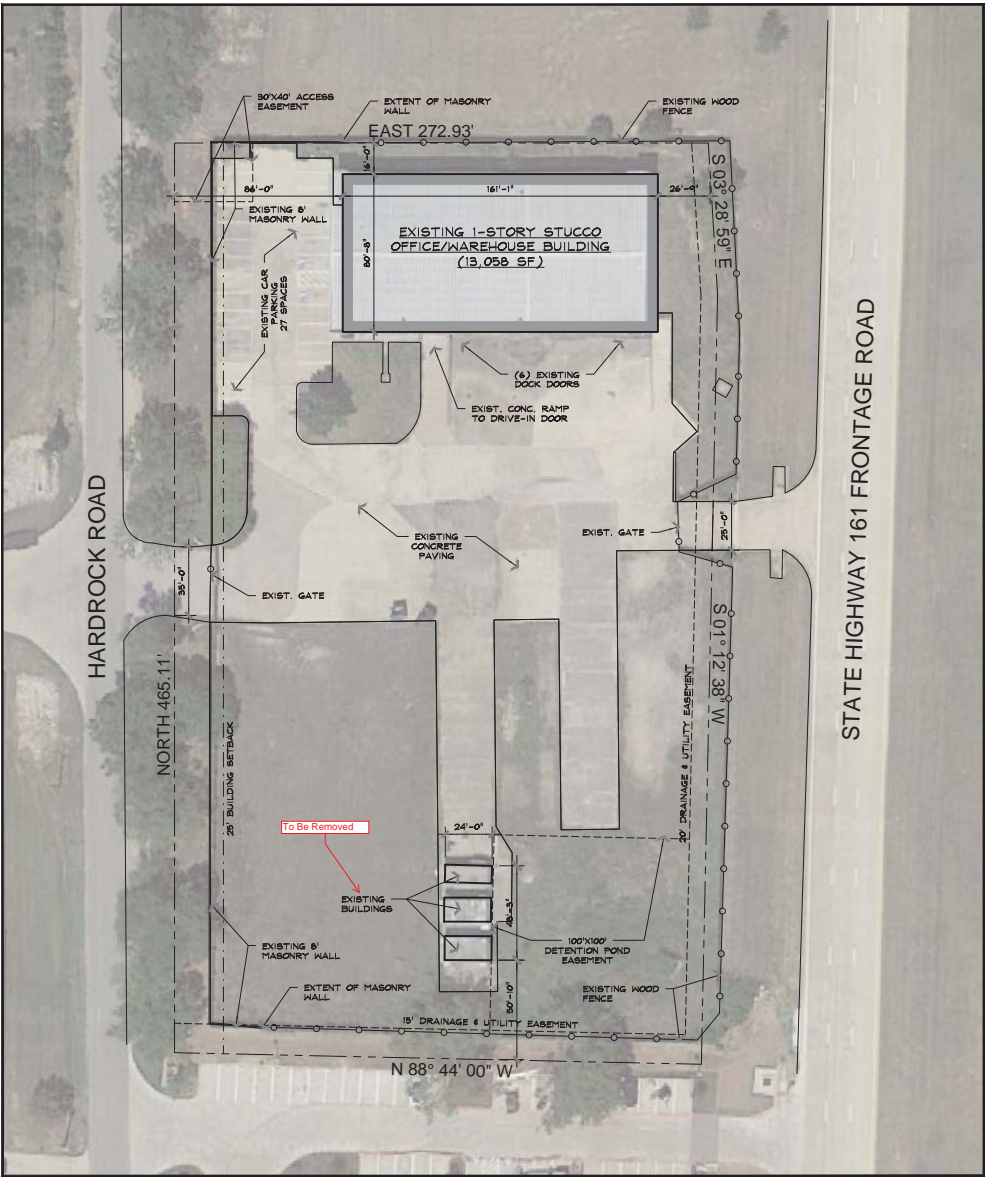 30'X40' ACCESS
EASEMENT
EXTENT OF MASONRY
WALL
EXISTING WOOD
FENCE
EAST 272.93'
16'-0"
S 03° 28' 59" E
86'-0"
161'-1"
26'-9"
EXISTING 8'
MASONRY WALL
EXISTING 1-STORY STUCCO
OFFICE/WAREHOUSE BUILDING
(13,058 SF)
80'-8"
EXISTING CAR
PARKING
27 SPACES
(6) EXISTING
DOCK DOORS
EXIST. CONC. RAMP
TO DRIVE-IN DOOR
STATE HIGHWAY 161 FRONTAGE ROAD
HARDROCK ROAD
EXISTING
CONCRETE
PAVING
EXIST. GATE
25'-0"
35'-0"
EXIST. GATE
NORTH 465.11'
S 01° 12' 38" W
25' BUILDING SETBACK
20' DRAINAGE & UTILITY EASEMENT
To Be Removed
24'-0"
EXISTING
BUILDINGS
48'-3"
100'X100'
DETENTION POND
EASEMENT
EXISTING 8'
MASONRY WALL
EXTENT OF MASONRY
WALL
50'-10"
EXISTING WOOD
FENCE
15' DRAINAGE & UTILITY EASEMENT
N 88° 44' 00" W